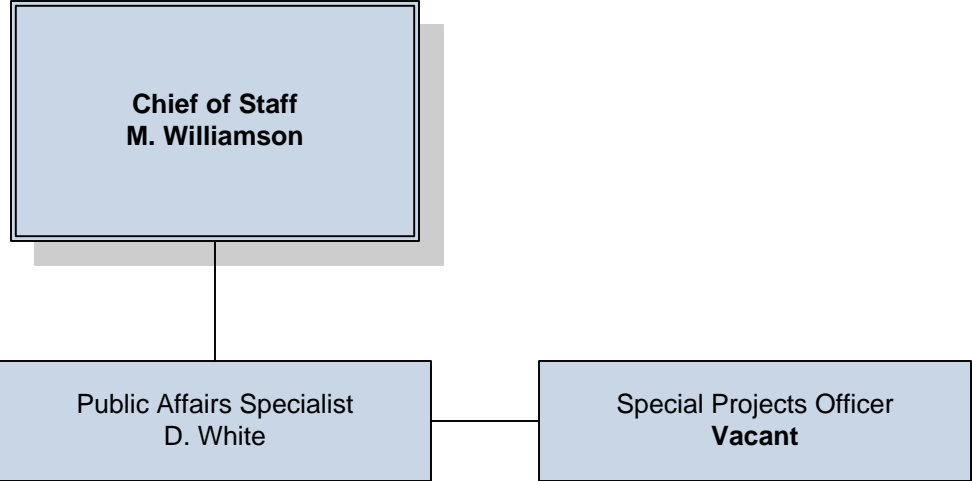 Chief of Staff
M. Williamson
Public Affairs Specialist
D. White
Special Projects Officer
Vacant